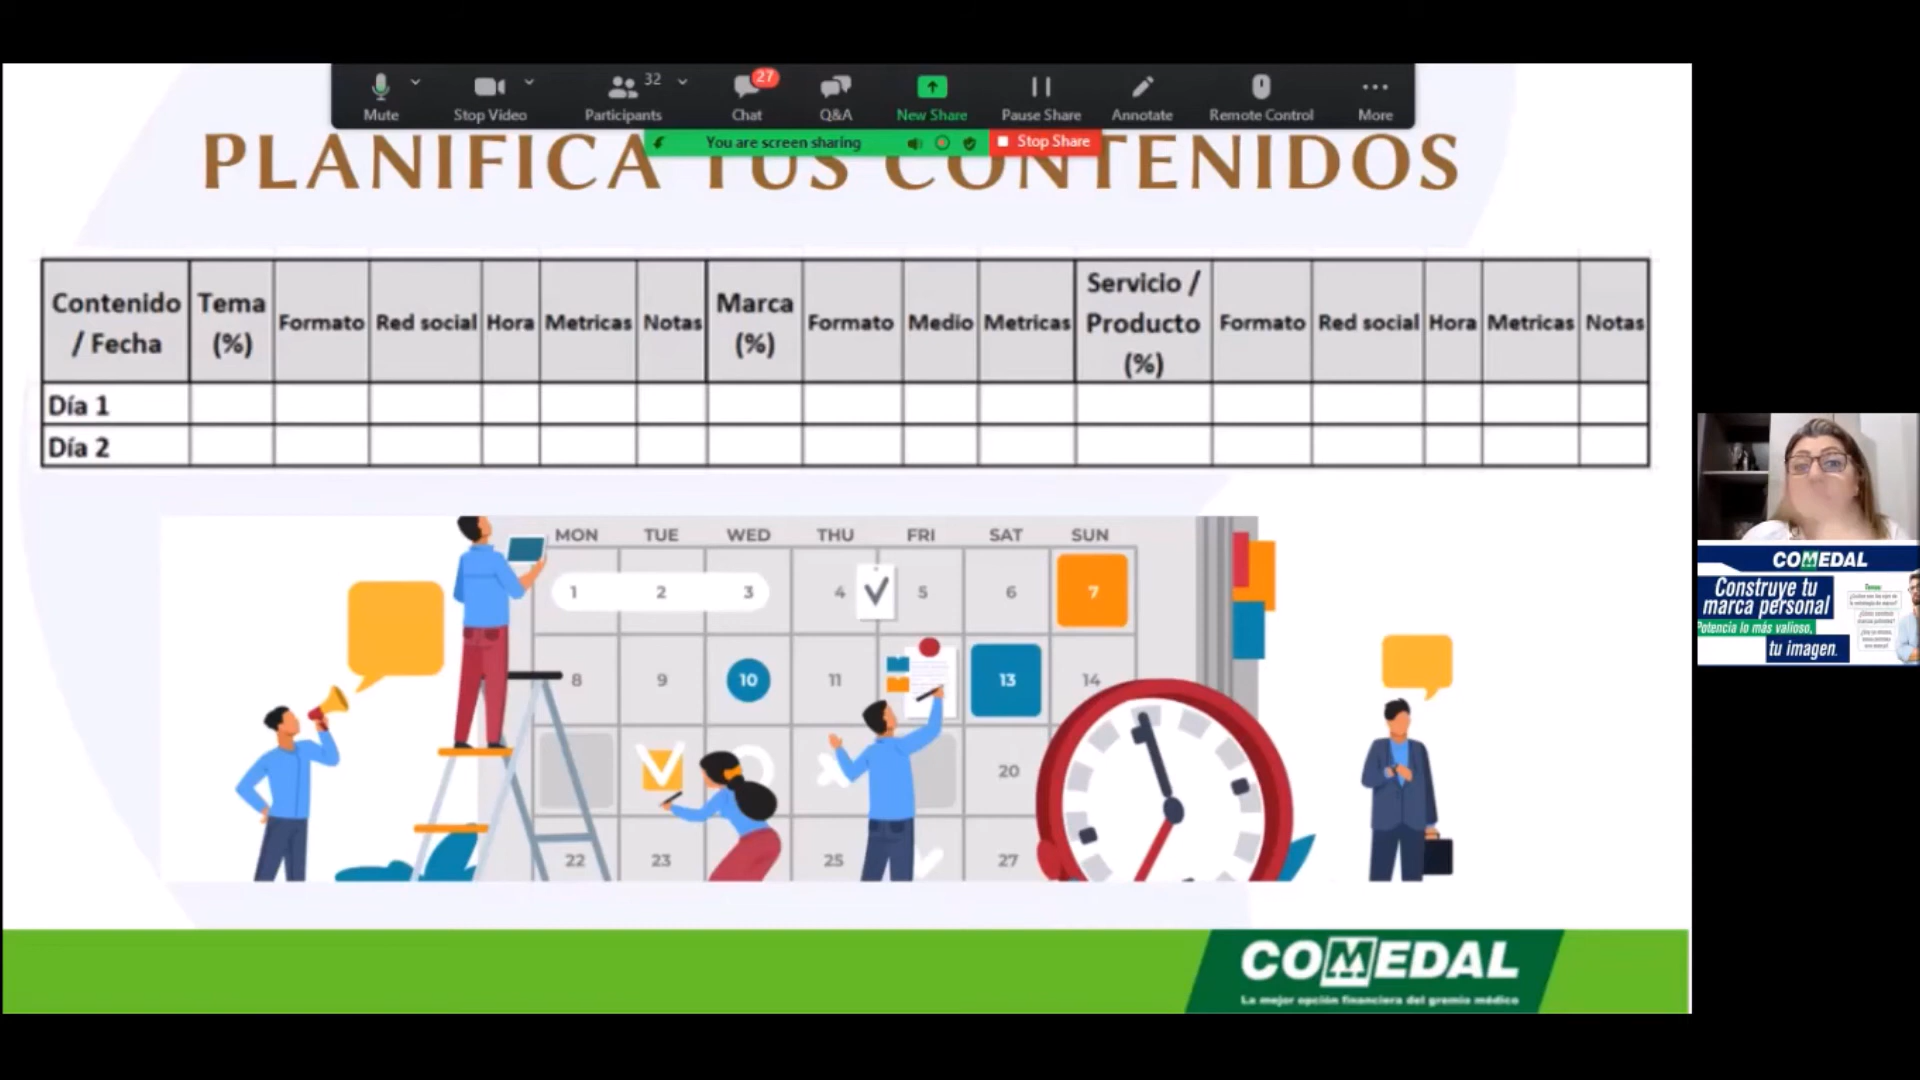 Mute
Stop Video
Participants
32
Chat
27
Q&A
New Share
Pause Share
Annotate
Remote Control
More
You are screen sharing
Stop Share
PLANIFICA TUS CONTENIDOS
Contenido / Fecha
Tema (%)
Formato
Red social
Hora
Metricas
Notas
Marca (%)
Formato
Medio
Metricas
Servicio / Producto (%)
Formato
Red social
Hora
Metricas
Notas
Día 1
Día 2
MON TUE WED THU FRI SAT SUN
1 2 3 4 5 6 7
8 9 10 11 13 14
20
22 23 25 27
COMEDAL
La mejor opción financiera del gremio médico
COMEDAL
Construye tu
marca personal
Potencia lo más valioso,
tu imagen.